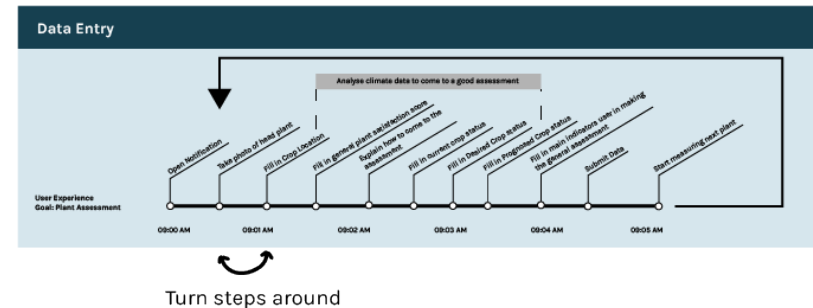 Data Entry
Analyse climate data to come to a good assessment
Open Notification
Take photo of head plant
Fill in Crop Location
Fill in general plant satisfaction score
Explain how to come to the
assessment
Fill in current crop status
Fill in Desired Crop status
Fill in Prognosed Crop status
Fill in main indicators user in making
the general assessment
Submit Data
Start measuring next plant
User Experience
Goal: Plant Assessment
09:00 AM
09:01 AM
09:02 AM
09:03 AM
09:04 AM
09:05 AM
Turn steps around